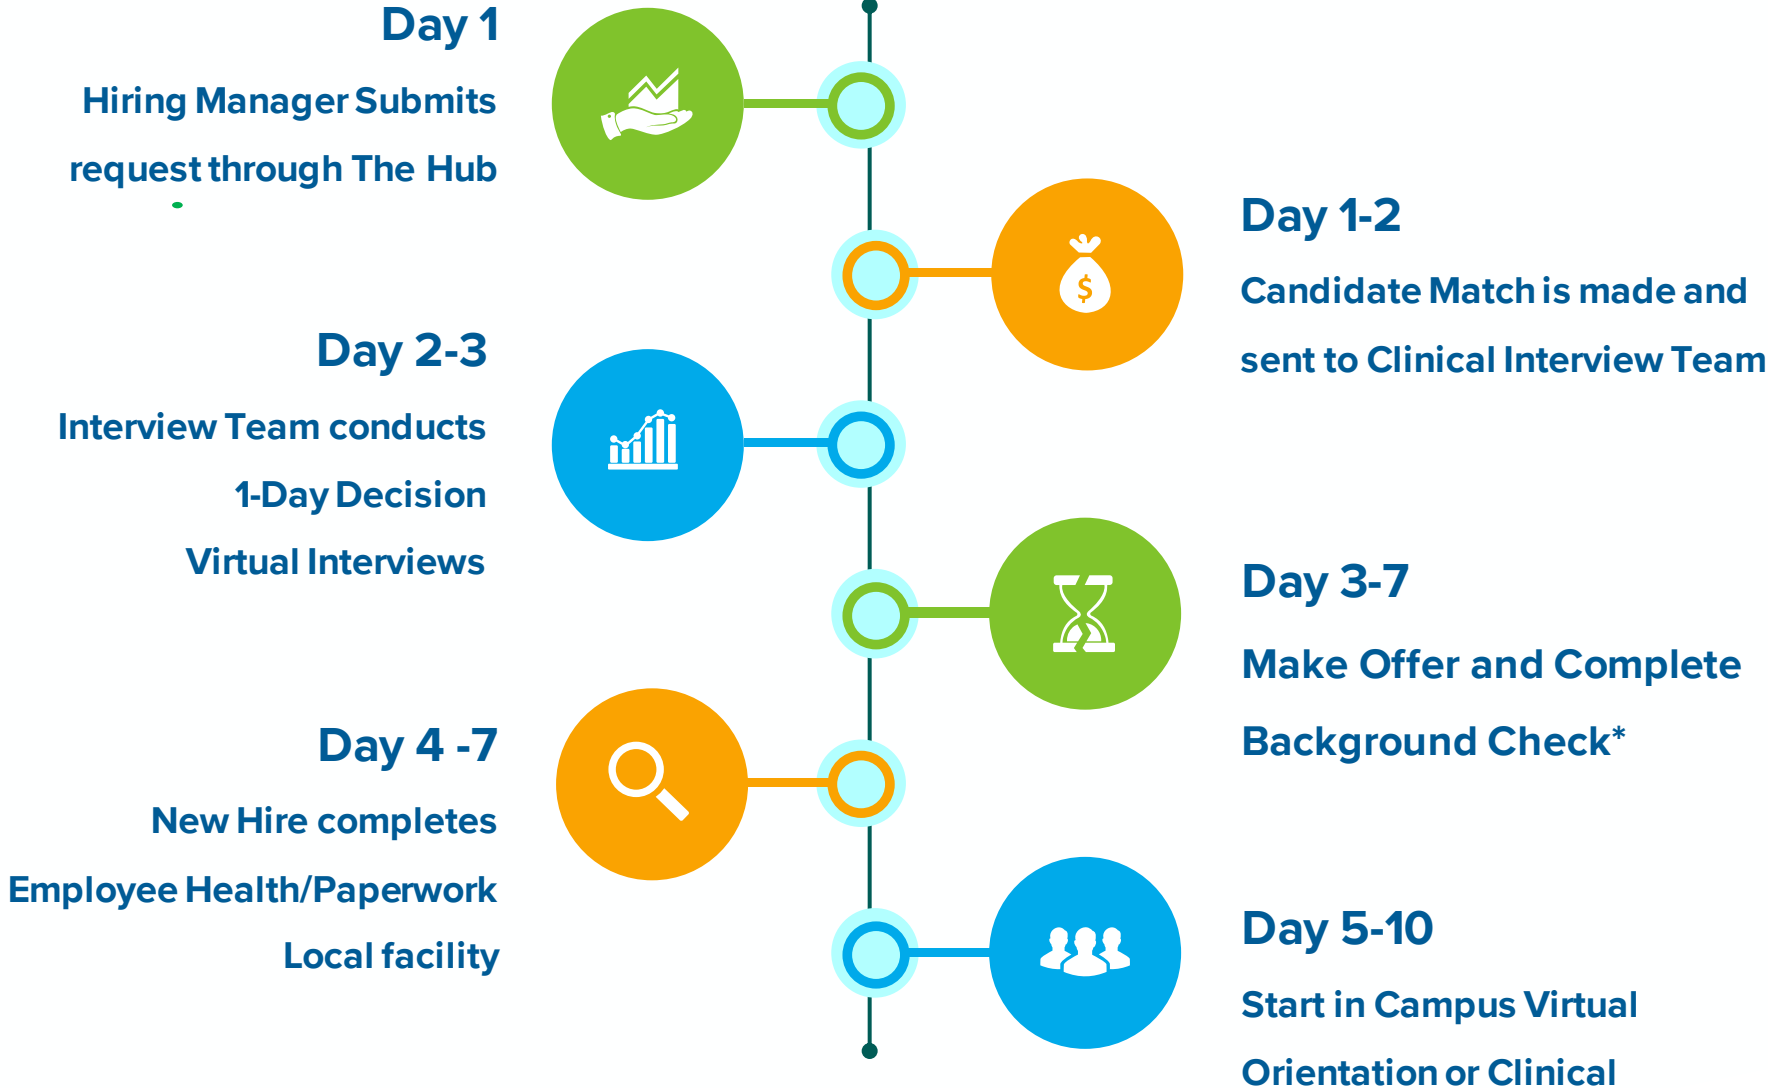 Day 1
Hiring Manager Submits
request through The Hub
Day 1-2
Candidate Match is made and
sent to Clinical Interview Team
$
Day 2-3
Interview Team conducts
1-Day Decision
Virtual Interviews
Day 3-7
Make Offer and Complete
Background Check*
Day 4 -7
New Hire completes
Employee Health/Paperwork
Local facility
Day 5-10
Start in Campus Virtual
Orientation or Clinical